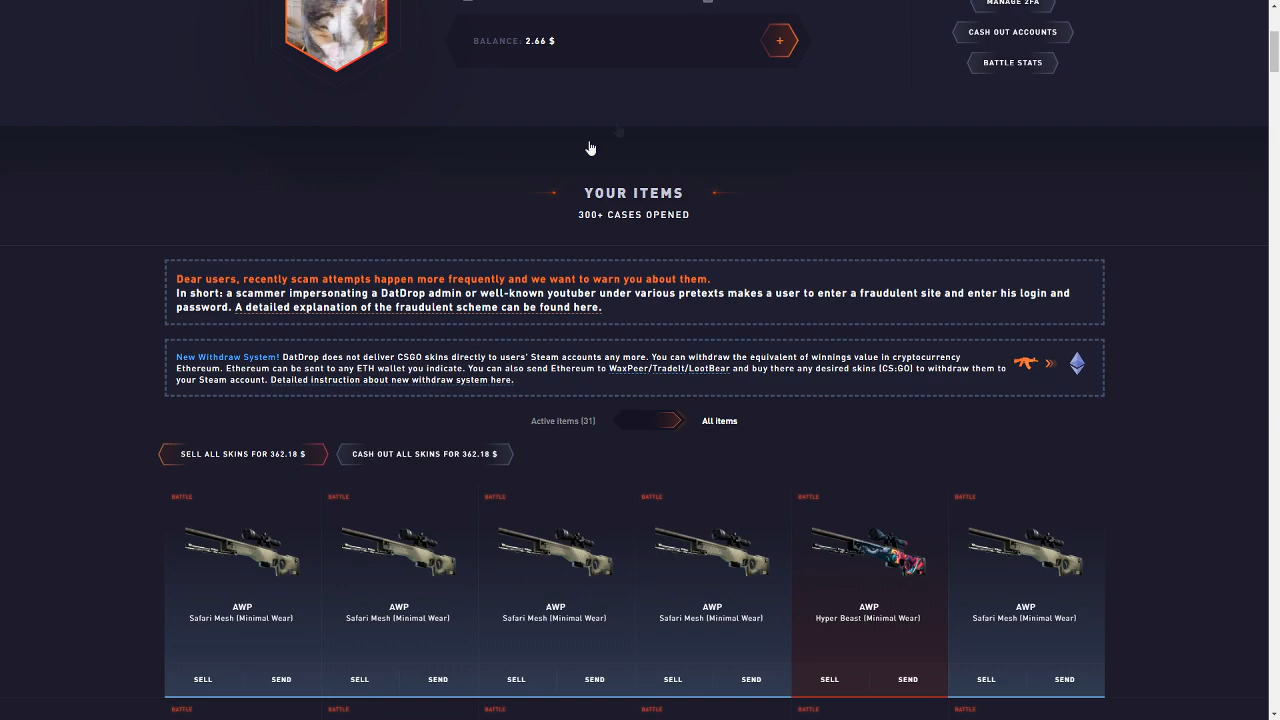 MANAGE 2FA
BALANCE: 2.66 $
+
CASH OUT ACCOUNTS
BATTLE STATS
YOUR ITEMS
300+ CASES OPENED
Dear users, recently scam attempts happen more frequently and we want to warn you about them.
In short: a scammer impersonating a DatDrop admin or well-known youtuber under various pretexts makes a user to enter a fraudulent site and enter his login and
password. A detailed explanation of the fraudulent scheme can be found here.
New Withdraw System! DatDrop does not deliver CSGO skins directly to users' Steam accounts any more. You can withdraw the equivalent of winnings value in cryptocurrency
Ethereum. Ethereum can be sent to any ETH wallet you indicate. You can also send Ethereum to WaxPeer/TradeIt/LootBear and buy there any desired skins (CS:GO) to withdraw them to
your Steam account. Detailed instruction about new withdraw system here.
Active Items (31) All items
SELL ALL SKINS FOR 362.18 $ CASH OUT ALL SKINS FOR 362.18 $
BATTLE BATTLE BATTLE BATTLE BATTLE BATTLE
AWP AWP AWP AWP AWP AWP
Safari Mesh (Minimal Wear) Safari Mesh (Minimal Wear) Safari Mesh (Minimal Wear) Safari Mesh (Minimal Wear) Hyper Beast (Minimal Wear) Safari Mesh (Minimal Wear)
SELL SEND SELL SEND SELL SEND SELL SEND SELL SEND SELL SEND
BATTLE BATTLE BATTLE BATTLE BATTLE BATTLE